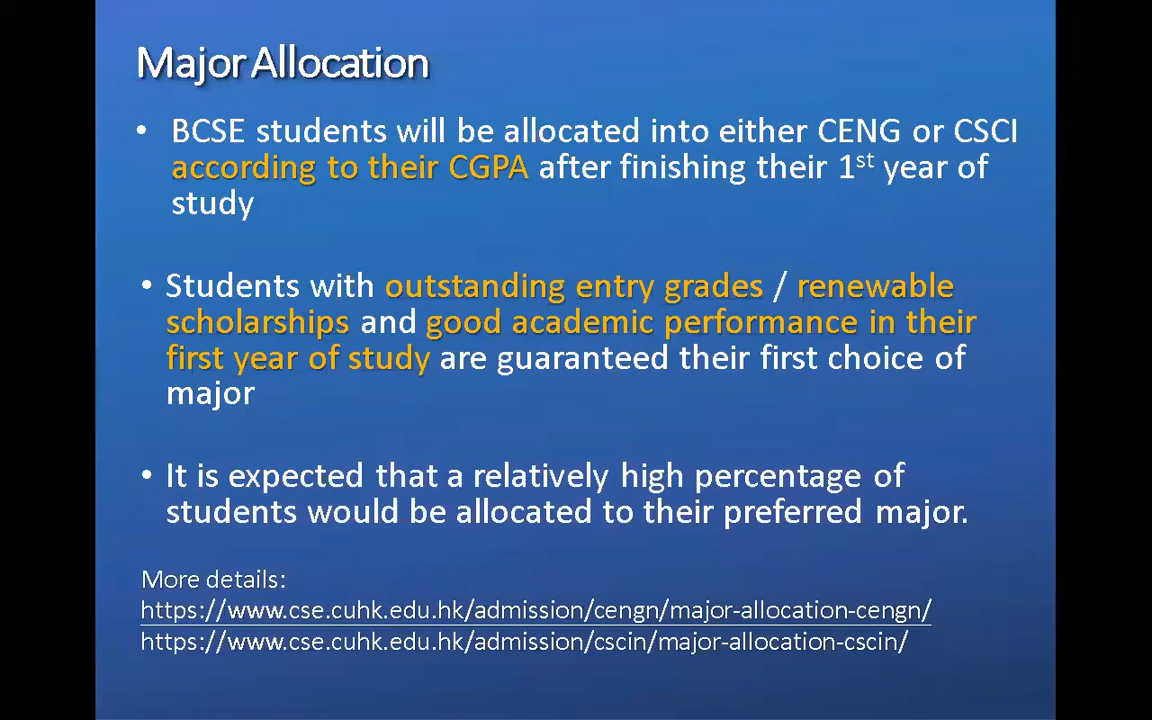 Major Allocation
• BCSE students will be allocated into either CENG or CSCI
according to their CGPA after finishing their 1st year of
study
• Students with outstanding entry grades / renewable
scholarships and good academic performance in their
first year of study are guaranteed their first choice of
major
• It is expected that a relatively high percentage of
students would be allocated to their preferred major.
More details:
https://www.cse.cuhk.edu.hk/admission/cengn/major-allocation-cengn/
https://www.cse.cuhk.edu.hk/admission/cscin/major-allocation-cscin/